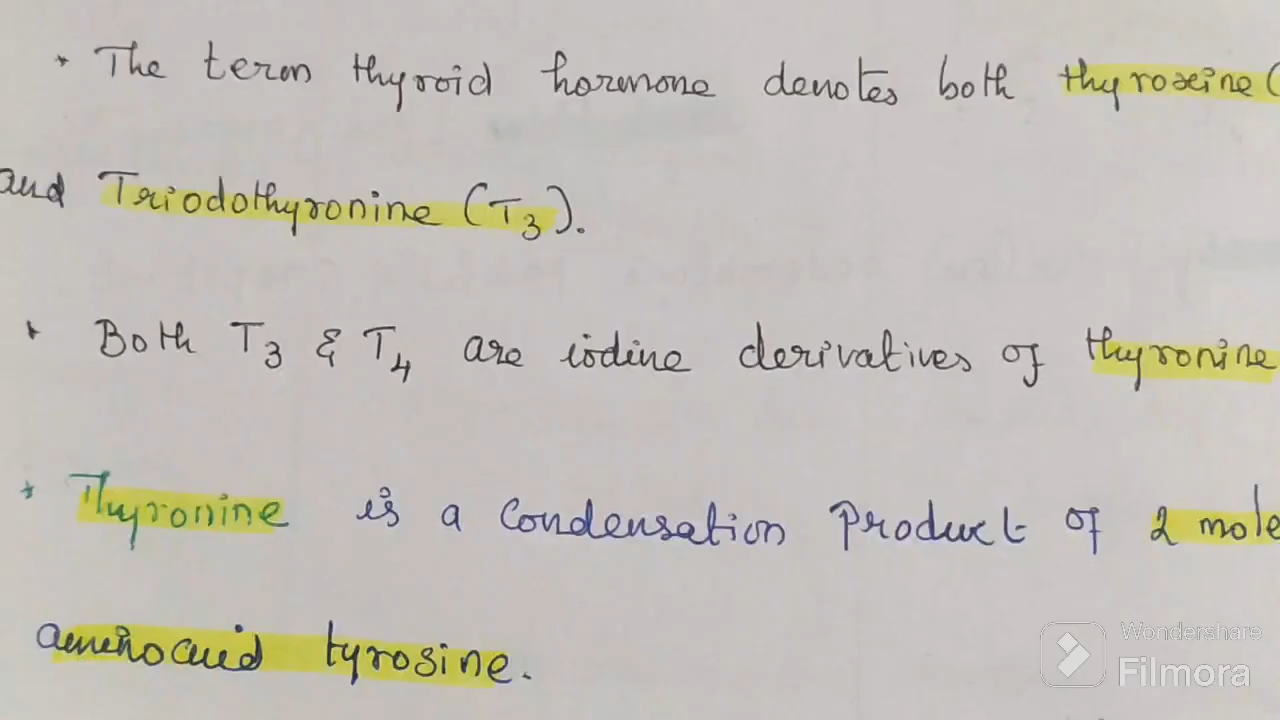 * The term thyroid hormone denotes both thyroxine (
and Triodothyronine (T3).
* Both T3 & T4 are iodine derivatives of thyronine
* Thyronine is a condensation product of 2 mole
aminoacid tyrosine.
Wondershare
Filmora